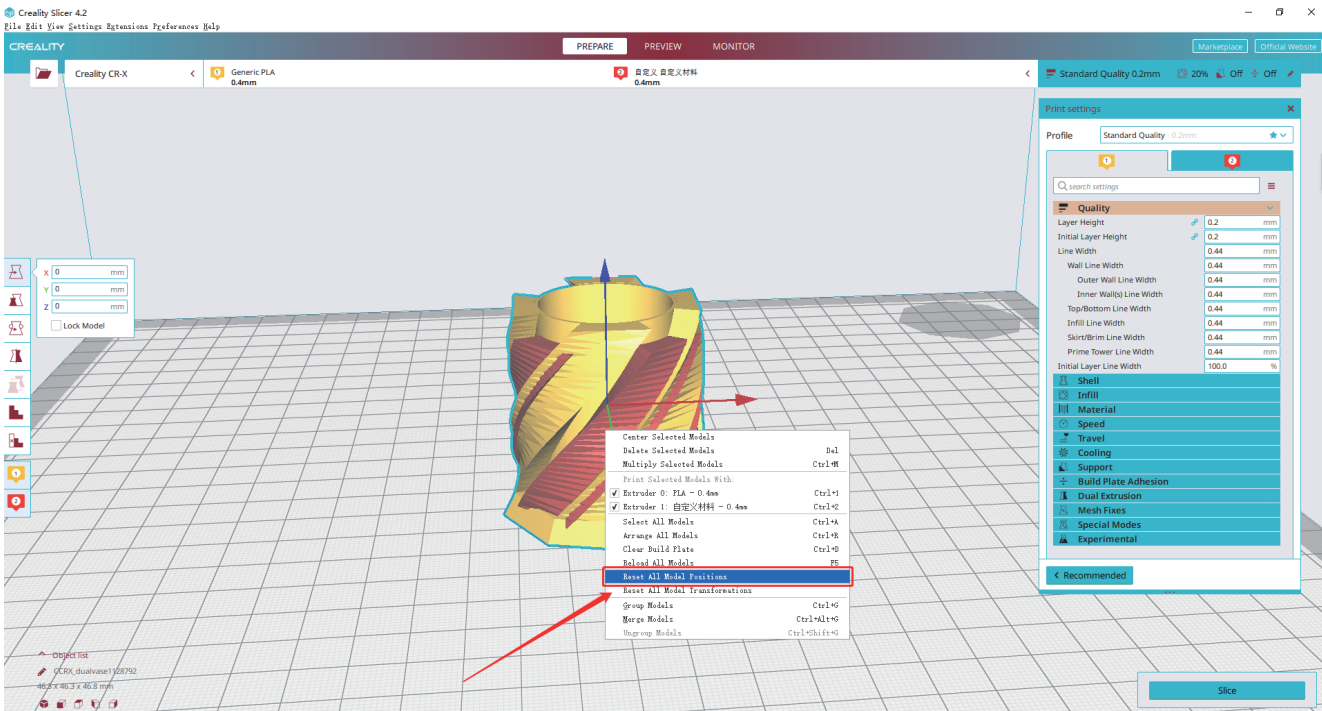 Creality Slicer 4.2
File Edit View Settings Extensions Preferences Help
CREALITY
PREPARE PREVIEW MONITOR
Marketplace Official Website
Creality CR-X
1 Generic PLA
0.4mm
2 自定义 自定义材料
0.4mm
Standard Quality 0.2mm 20% Off Off
Print settings
Profile Standard Quality - 0.2mm
1 2
search settings
Quality
Layer Height 0.2 mm
Initial Layer Height 0.2 mm
Line Width 0.44 mm
Wall Line Width 0.44 mm
Outer Wall Line Width 0.44 mm
Inner Wall(s) Line Width 0.44 mm
Top/Bottom Line Width 0.44 mm
Infill Line Width 0.44 mm
Skirt/Brim Line Width 0.44 mm
Prime Tower Line Width 0.44 mm
Initial Layer Line Width 100.0 %
Shell
Infill
Material
Speed
Travel
Cooling
Support
Build Plate Adhesion
Dual Extrusion
Mesh Fixes
Special Modes
Experimental
Recommended
X 0 mm
Y 0 mm
Z 0 mm
Lock Model
1
2
Center Selected Models
Delete Selected Models Del
Multiply Selected Models Ctrl+M
Print Selected Models With:
Extruder 0: PLA - 0.4mm Ctrl+1
Extruder 1: 自定义材料 - 0.4mm Ctrl+2
Select All Models Ctrl+A
Arrange All Models Ctrl+R
Clear Build Plate Ctrl+D
Reload All Models F5
Reset All Model Positions
Reset All Model Transformations
Group Models Ctrl+G
Merge Models Ctrl+Alt+G
Ungroup Models Ctrl+Shift+G
Object list
CCRX_dualvase1128792
46.3 x 46.3 x 46.8 mm
Slice